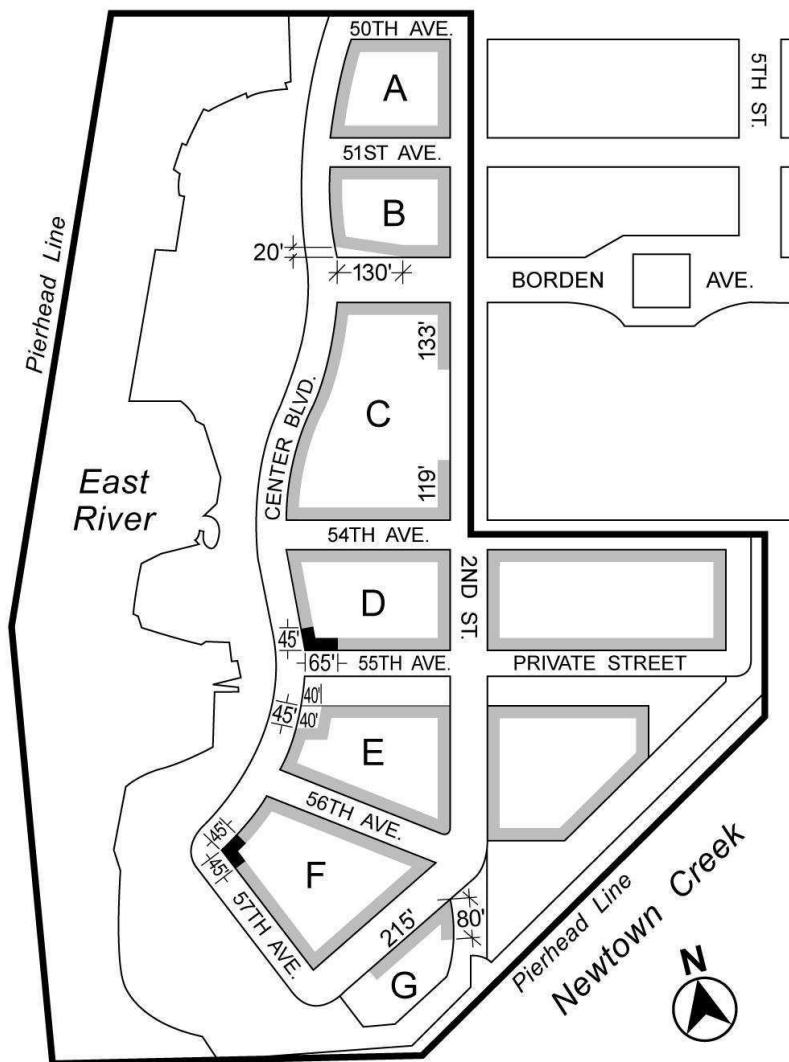 50TH AVE.
A
5TH ST.
51ST AVE.
B
Pierhead Line
20'
130'
BORDEN AVE.
133'
CENTER BLVD.
C
East
River
119'
54TH AVE.
2ND ST.
D
45'
65'
55TH AVE.
PRIVATE STREET
40'
45'
40'
E
56TH AVE.
45'
F
45'
57TH AVE.
215'
80'
G
Pierhead Line
Newtown Creek
N